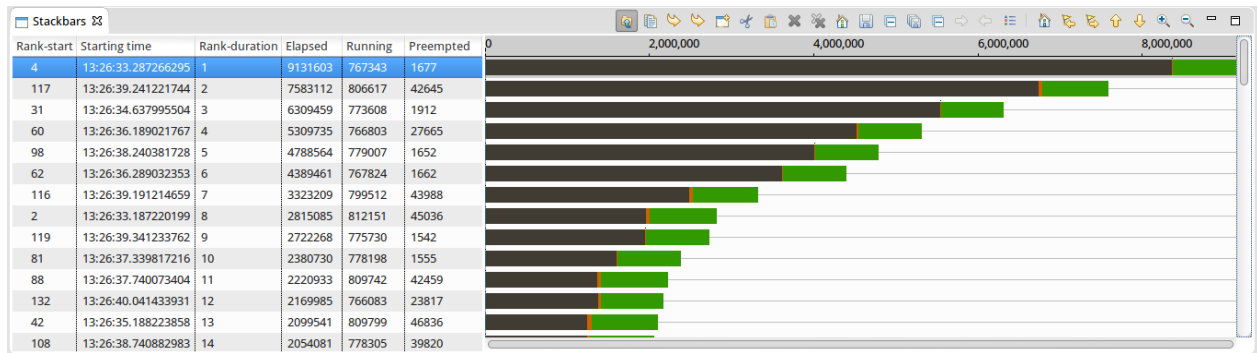 Stackbars
Rank-start Starting time Rank-duration Elapsed Running Preempted 0 2,000,000 4,000,000 6,000,000 8,000,000
4 13:26:33.287266295 1 9131603 767343 1677
117 13:26:39.241221744 2 7583112 806617 42645
31 13:26:34.637995504 3 6309459 773608 1912
60 13:26:36.189021767 4 5309735 766803 27665
98 13:26:38.240381728 5 4788564 779007 1652
62 13:26:36.289032353 6 4389461 767824 1662
116 13:26:39.191214659 7 3323209 799512 43988
2 13:26:33.187220199 8 2815085 812151 45036
119 13:26:39.341233762 9 2722268 775730 1542
81 13:26:37.339817216 10 2380730 778198 1555
88 13:26:37.740073404 11 2220933 809742 42459
132 13:26:40.041433931 12 2169985 766083 23817
42 13:26:35.188223858 13 2099541 809799 46836
108 13:26:38.740882983 14 2054081 778305 39820